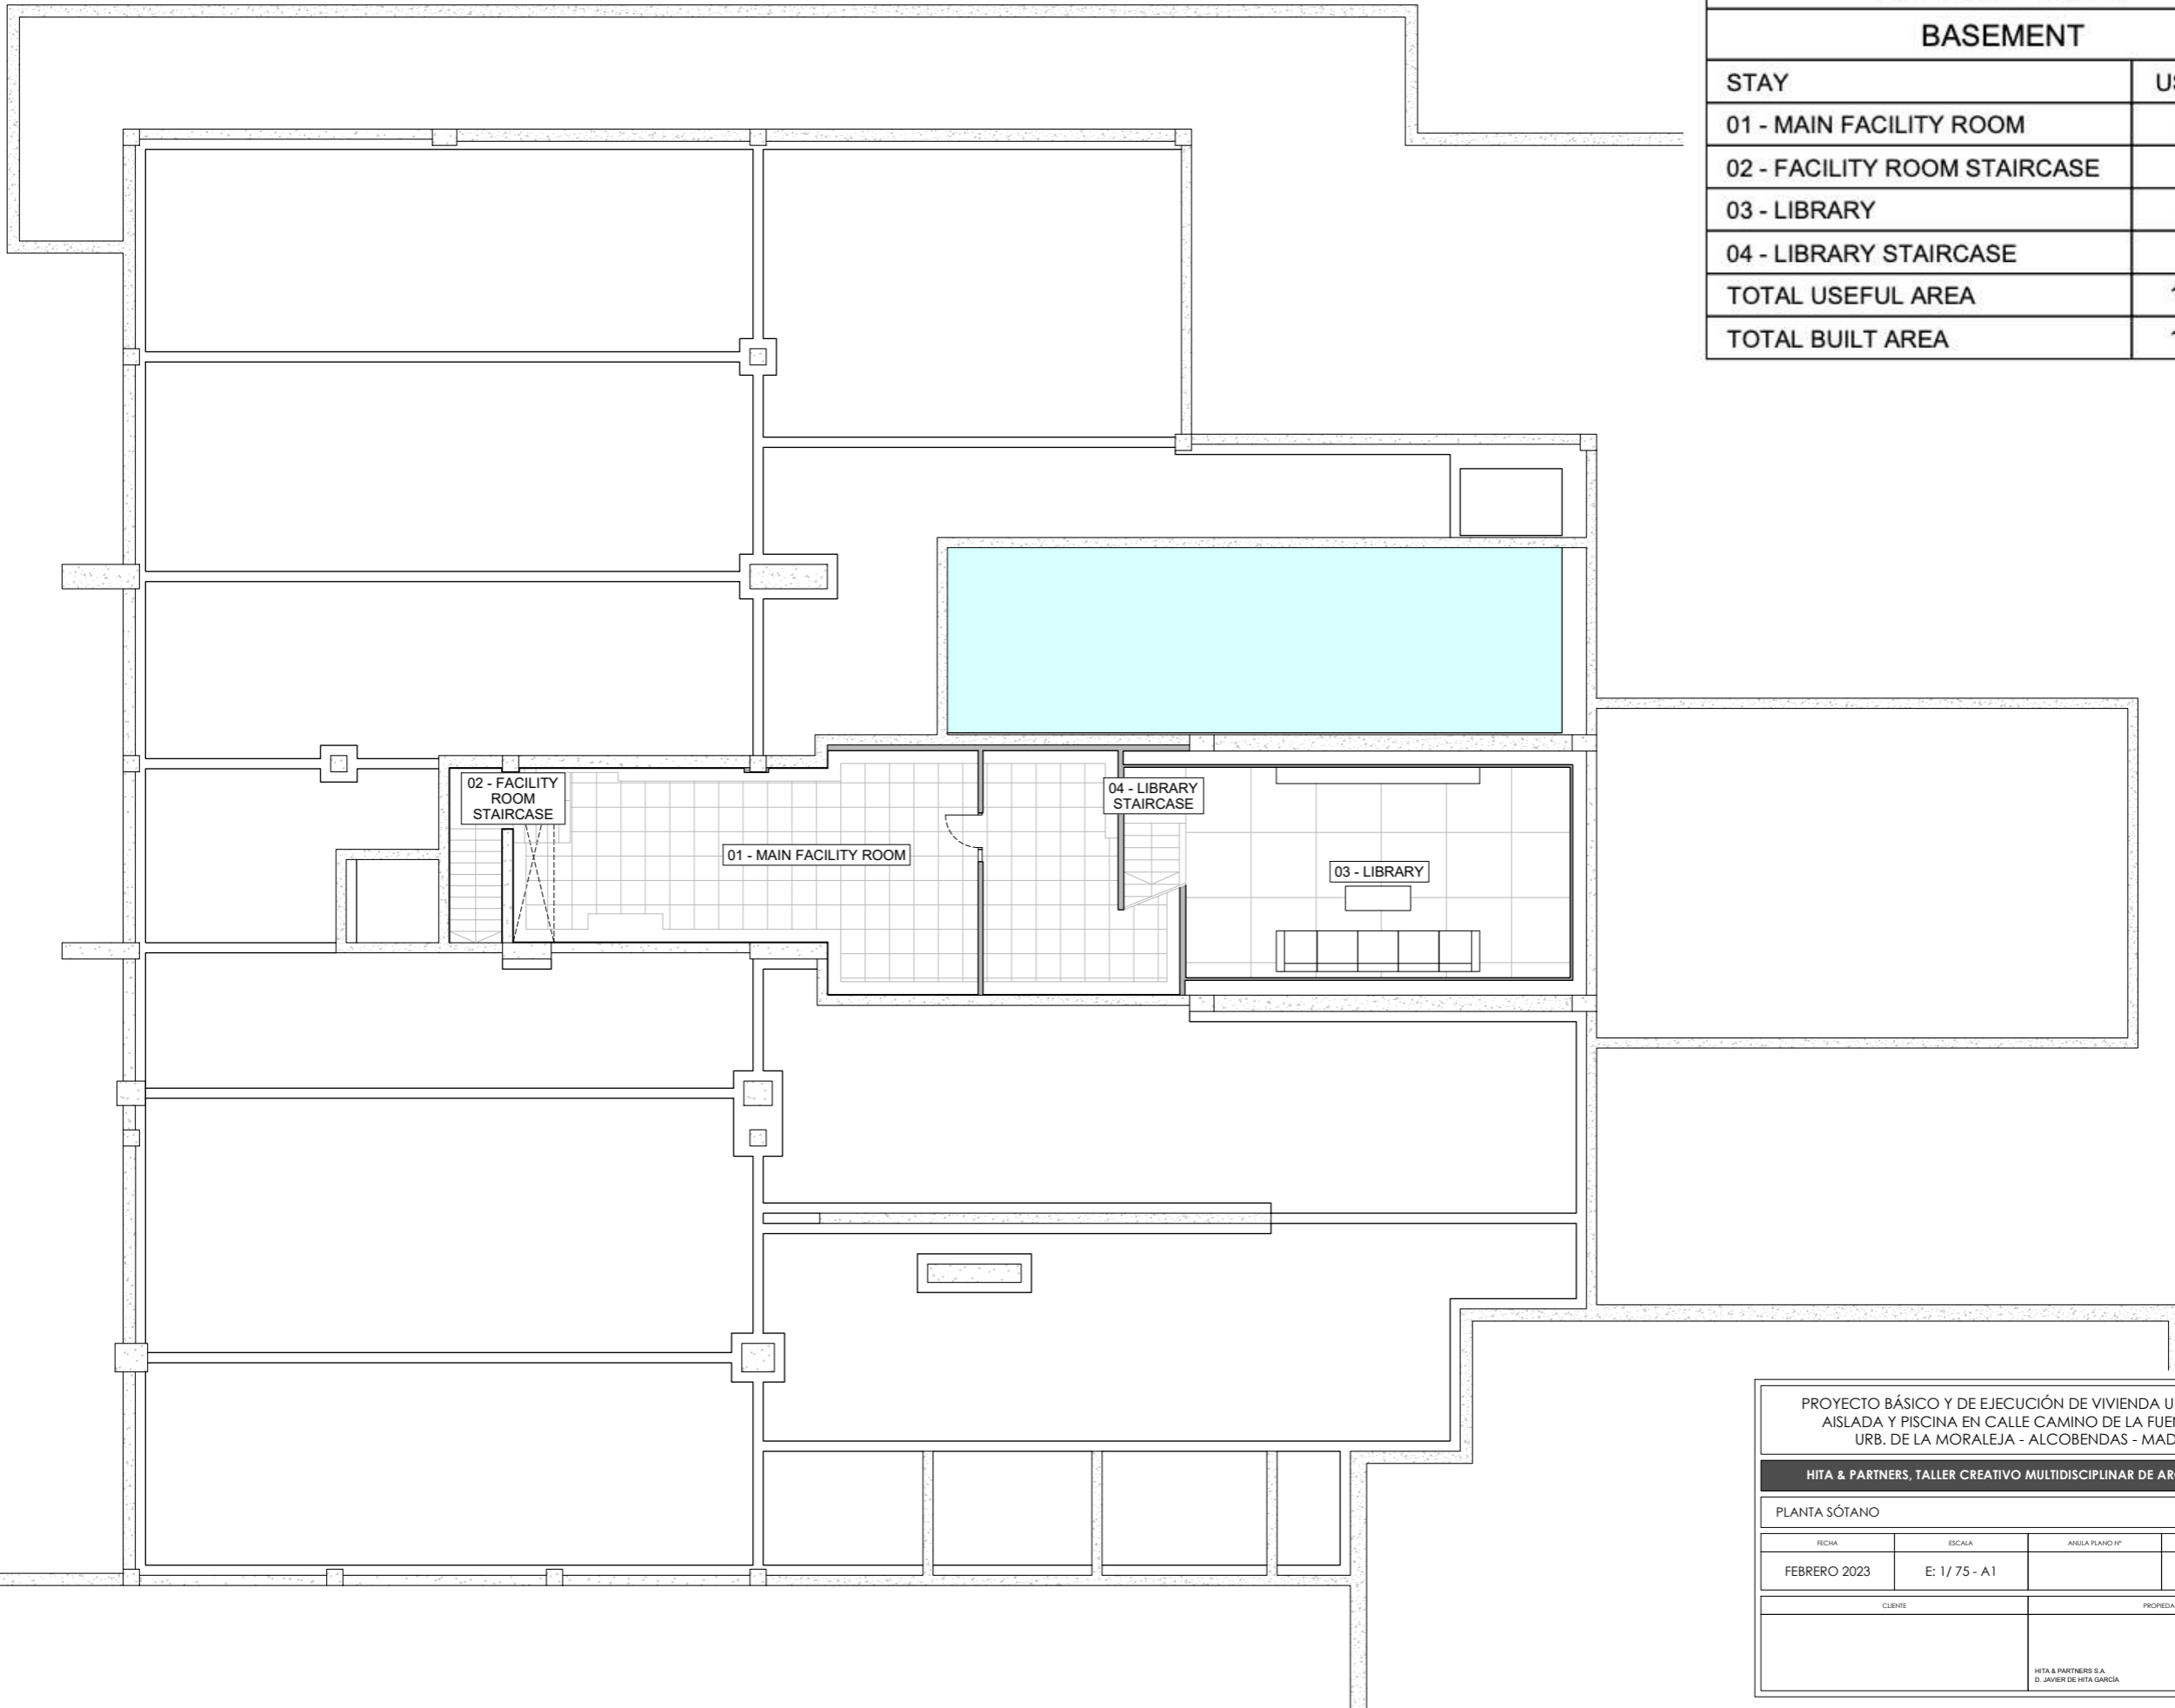 BASEMENT
STAY
01 - MAIN FACILITY ROOM
02 - FACILITY ROOM STAIRCASE
03 - LIBRARY
04 - LIBRARY STAIRCASE
TOTAL USEFUL AREA
TOTAL BUILT AREA
02 - FACILITY
ROOM
STAIRCASE
04 - LIBRARY
STAIRCASE
01 - MAIN FACILITY ROOM
03 - LIBRARY
PROYECTO BÁSICO Y DE EJECUCIÓN DE VIVIENDA U
AISLADA Y PISCINA EN CALLE CAMINO DE LA FUE
URB. DE LA MORALEJA - ALCOBENDAS - MAD
HITA & PARTNERS, TALLER CREATIVO MULTIDISCIPLINAR DE AR
PLANTA SÓTANO
FECHA ESCALA ANULA PLANO Nº
FEBRERO 2023 E: 1/ 75 - A1
CLIENTE PROPIEDA
HITA & PARTNERS S.A.
D. JAVIER DE HITA GARCÍA